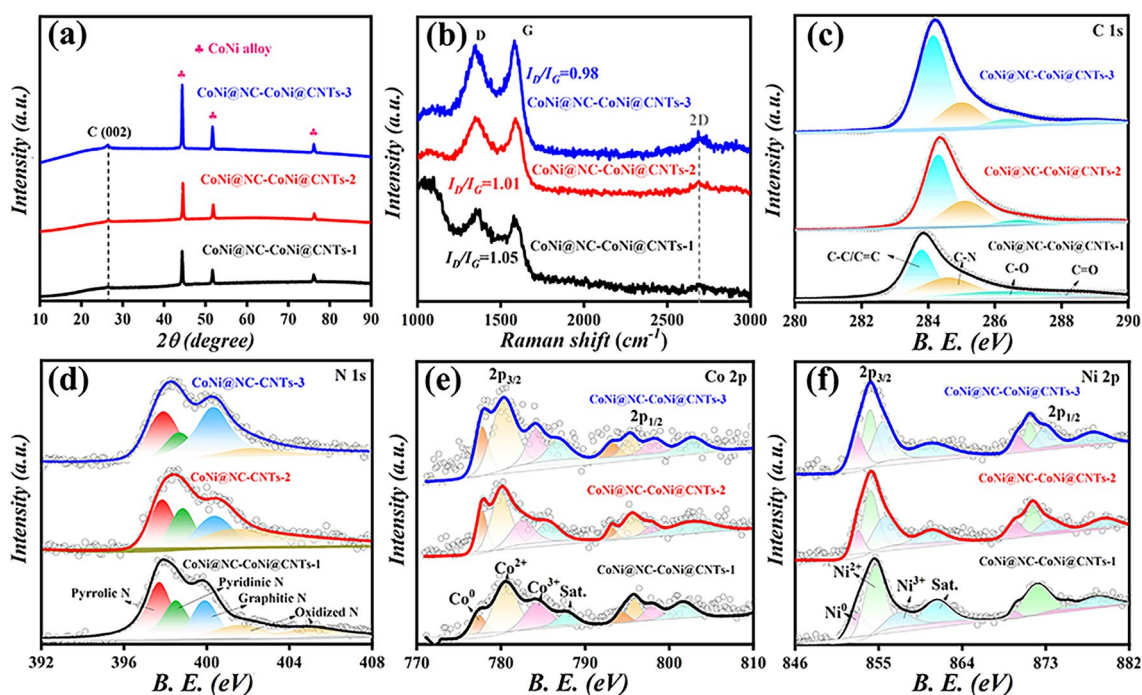 (a)
♣ CoNi alloy
CoNi@NC-CoNi@CNTs-3
C (002)
CoNi@NC-CoNi@CNTs-2
CoNi@NC-CoNi@CNTs-1
Intensity (a.u.)
10 20 30 40 50 60 70 80 90
2θ (degree)
(b)
D
G
I_D/I_G=0.98
CoNi@NC-CoNi@CNTs-3
2D
CoNi@NC-CoNi@CNTs-2
I_D/I_G=1.01
CoNi@NC-CoNi@CNTs-1
I_D/I_G=1.05
Intensity (a.u.)
1000 1500 2000 2500 3000
Raman shift (cm⁻¹)
(c)
C 1s
CoNi@NC-CoNi@CNTs-3
CoNi@NC-CoNi@CNTs-2
CoNi@NC-CoNi@CNTs-1
C-C/C=C
C-N
C-O
C=O
Intensity (a.u.)
280 282 284 286 288 290
B. E. (eV)
(d)
N 1s
CoNi@NC-CNTs-3
CoNi@NC-CNTs-2
CoNi@NC-CoNi@CNTs-1
Pyrrolic N
Pyridinic N
Graphitic N
Oxidized N
Intensity (a.u.)
392 396 400 404 408
B. E. (eV)
(e)
Co 2p
2p3/2
CoNi@NC-CoNi@CNTs-3
2p1/2
CoNi@NC-CoNi@CNTs-2
CoNi@NC-CoNi@CNTs-1
Co⁰
Co²⁺
Co³⁺
Sat.
Intensity (a.u.)
770 780 790 800 810
B. E. (eV)
(f)
Ni 2p
2p3/2
CoNi@NC-CoNi@CNTs-3
2p1/2
CoNi@NC-CoNi@CNTs-2
CoNi@NC-CoNi@CNTs-1
Ni²⁺
Ni³⁺
Sat.
Ni⁰
Intensity (a.u.)
846 855 864 873 882
B. E. (eV)